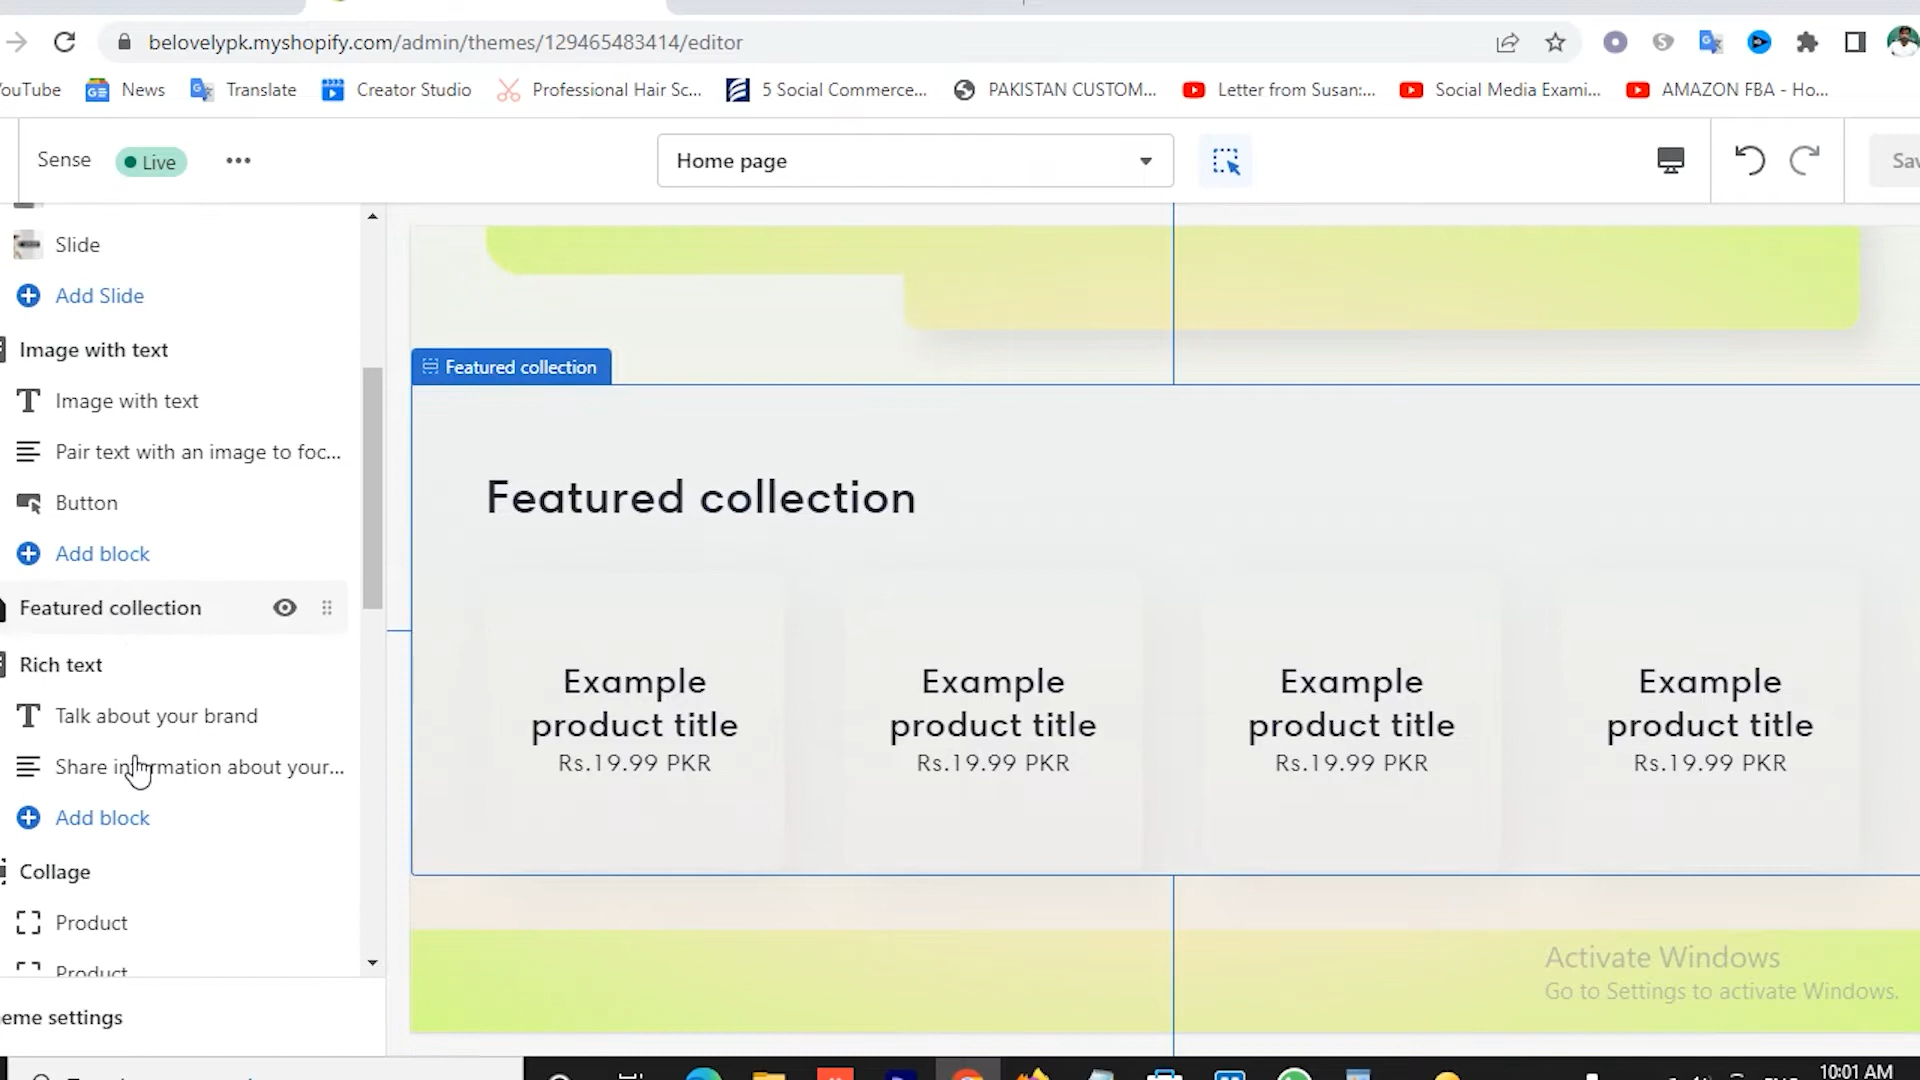 belovelypk.myshopify.com/admin/themes/129465483414/editor
ouTube
News
Translate
Creator Studio
Professional Hair Sc...
5 Social Commerce...
PAKISTAN CUSTOM...
Letter from Susan:...
Social Media Exami...
AMAZON FBA - Ho...
Sense
Live
Home page
Sav
Slide
Add Slide
Image with text
Image with text
Pair text with an image to foc...
Button
Add block
Featured collection
Rich text
Talk about your brand
Share information about your...
Add block
Collage
Product
Product
eme settings
Featured collection
Featured collection
Example
product title
Rs.19.99 PKR
Example
product title
Rs.19.99 PKR
Example
product title
Rs.19.99 PKR
Example
product title
Rs.19.99 PKR
Activate Windows
Go to Settings to activate Windows.
10:01 AM